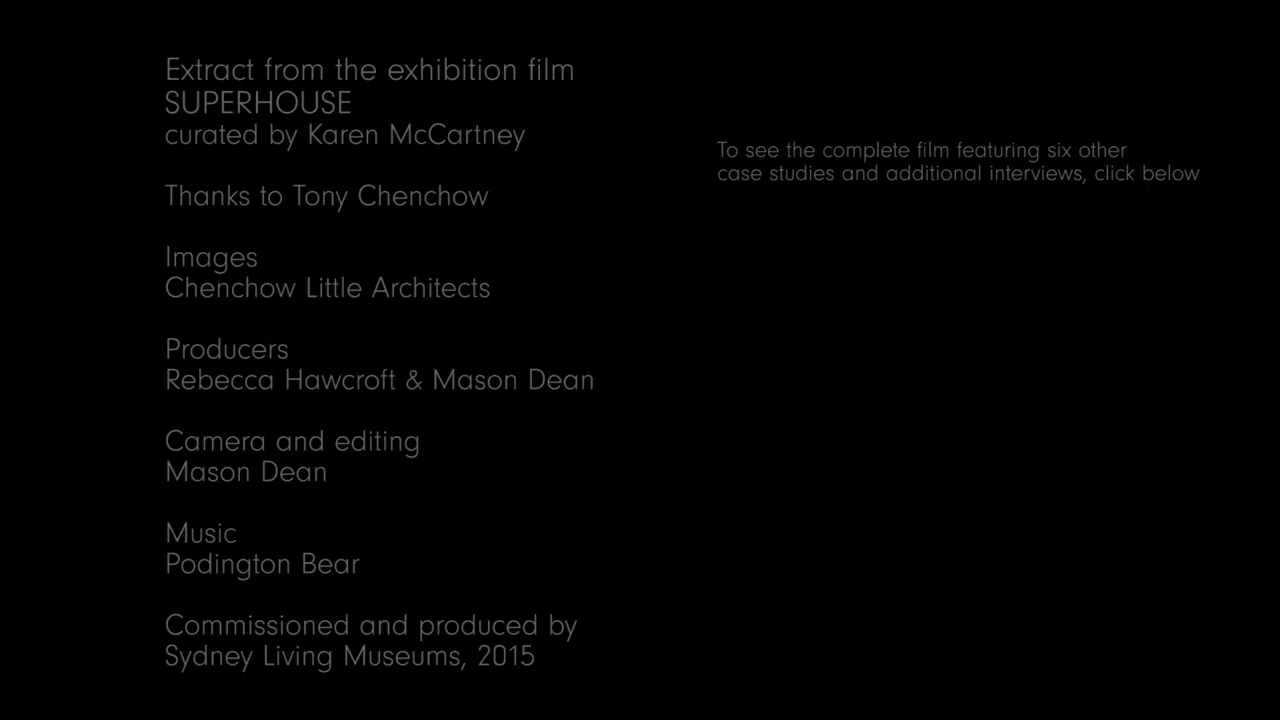 Extract from the exhibition film
SUPERHOUSE
curated by Karen McCartney
Thanks to Tony Chenchow
Images
Chenchow Little Architects
Producers
Rebecca Hawcroft & Mason Dean
Camera and editing
Mason Dean
Music
Podington Bear
Commissioned and produced by
Sydney Living Museums, 2015
To see the complete film featuring six other
case studies and additional interviews, click below